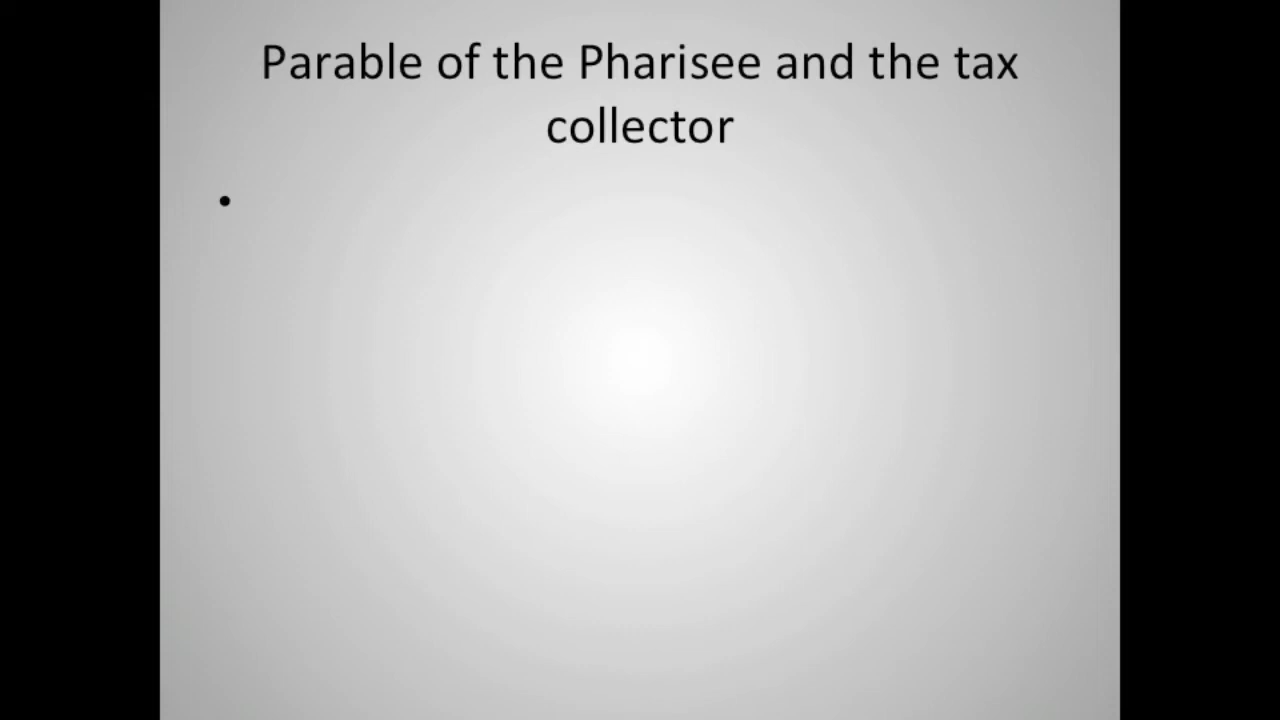 Parable of the Pharisee and the tax
collector
•